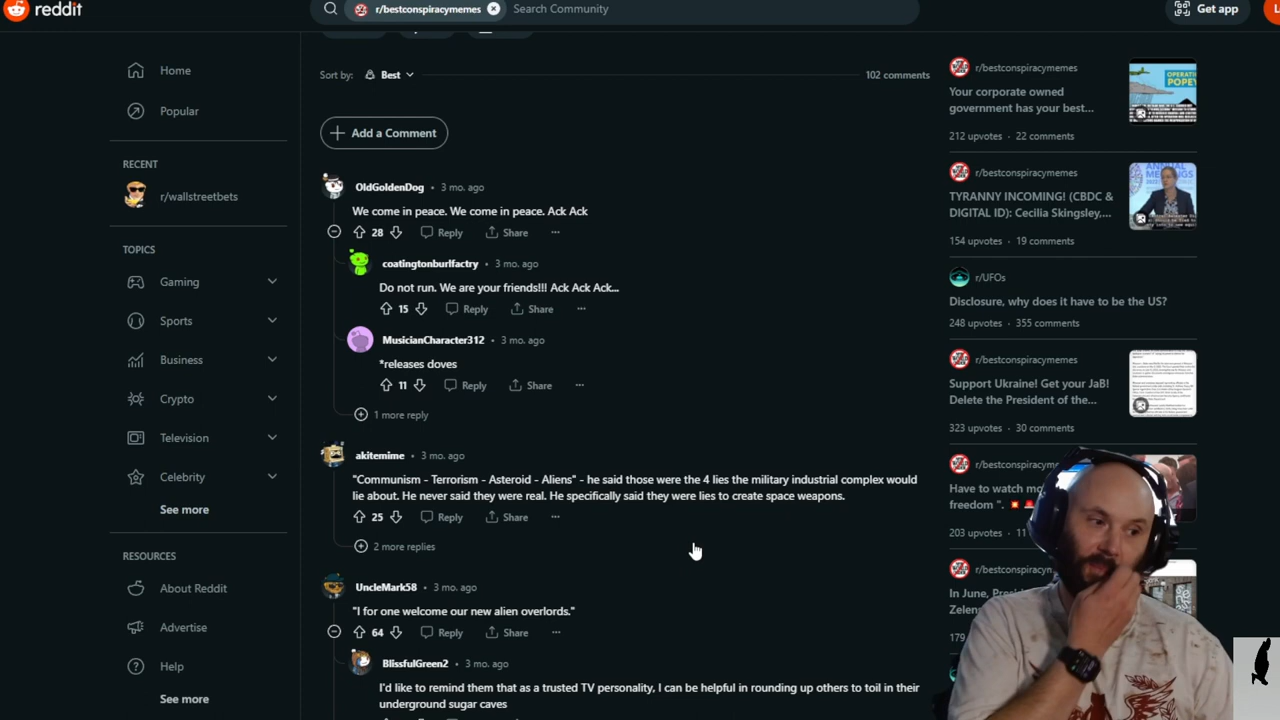 reddit
r/bestconspiracymemes
Search Community
Get app
Home
Popular
RECENT
r/wallstreetbets
TOPICS
Gaming
Sports
Business
Crypto
Television
Celebrity
See more
RESOURCES
About Reddit
Advertise
Help
See more
Sort by: Best
102 comments
Add a Comment
OldGoldenDog • 3 mo. ago
We come in peace. We come in peace. Ack Ack
28 Reply Share ...
coatingtonburlfactry • 3 mo. ago
Do not run. We are your friends!!! Ack Ack Ack...
15 Reply Share ...
MusicianCharacter312 • 3 mo. ago
*releases dove*
11 Reply Share ...
1 more reply
akitemime • 3 mo. ago
"Communism - Terrorism - Asteroid - Aliens" - he said those were the 4 lies the military industrial complex would
lie about. He never said they were real. He specifically said they were lies to create space weapons.
25 Reply Share ...
2 more replies
UncleMark58 • 3 mo. ago
"I for one welcome our new alien overlords."
64 Reply Share ...
BlissfulGreen2 • 3 mo. ago
I'd like to remind them that as a trusted TV personality, I can be helpful in rounding up others to toil in their
underground sugar caves
r/bestconspiracymemes
Your corporate owned
government has your best...
212 upvotes · 22 comments
OPERATI
POPEY
r/bestconspiracymemes
TYRANNY INCOMING! (CBDC &
DIGITAL ID): Cecilia Skingsley,...
154 upvotes · 19 comments
ANNUAL
MEETINGS
r/UFOs
Disclosure, why does it have to be the US?
248 upvotes · 355 comments
r/bestconspiracymemes
Support Ukraine! Get your JaB!
Delete the President of the...
323 upvotes · 30 comments
r/bestconspiracymem
Have to watch mo
freedom ".
203 upvotes · 11
r/bestconspiracyn
In June, Presi
Zelens
179